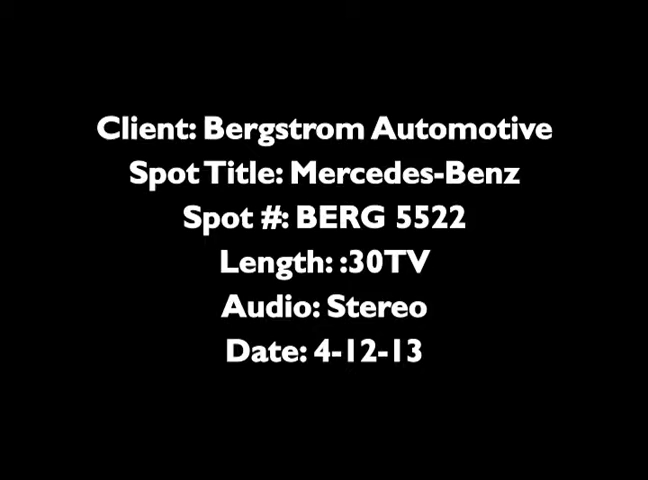 Client: Bergstrom Automotive
Spot Title: Mercedes-Benz
Spot #: BERG 5522
Length: :30TV
Audio: Stereo
Date: 4-12-13